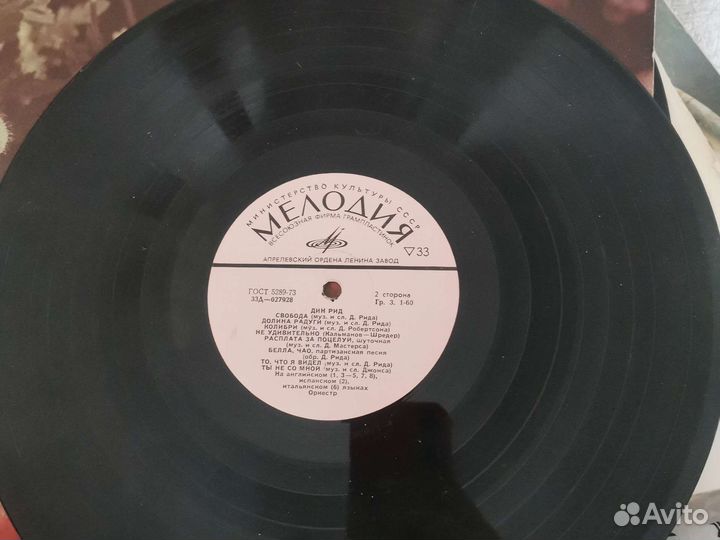 МИНИСТЕРСТВО КУЛЬТУРЫ СССР
МЕЛОДИЯ
ВСЕСОЮЗНАЯ ФИРМА ГРАМПЛАСТИНОК
▽33
АПРЕЛЕВСКИЙ ОРДЕНА ЛЕНИНА ЗАВОД
ГОСТ 5289-73
33Д—027928
2 сторона
Гр. 3. 1-60
ДИН РИД
СВОБОДА (муз. и сл. Д. Рида)
ДОЛИНА РАДУГИ (муз. и сл. Д. Рида)
КОЛИБРИ (муз. и сл. Д. Робертсона)
НЕ УДИВИТЕЛЬНО (Кальманов—Шредер)
РАСПЛАТА ЗА ПОЦЕЛУЙ, шуточная
(муз. и сл. Д. Мастерса)
БЕЛЛА, ЧАО, партизанская песня
(обр. Д. Рида)
ТО, ЧТО Я ВИДЕЛ (муз. и сл. Д. Рида)
ТЫ НЕ СО МНОЙ (муз. и сл. Джонса)
На английском (1, 3—5, 7, 8),
испанском (2),
итальянском (6) языках
Оркестр
Avito